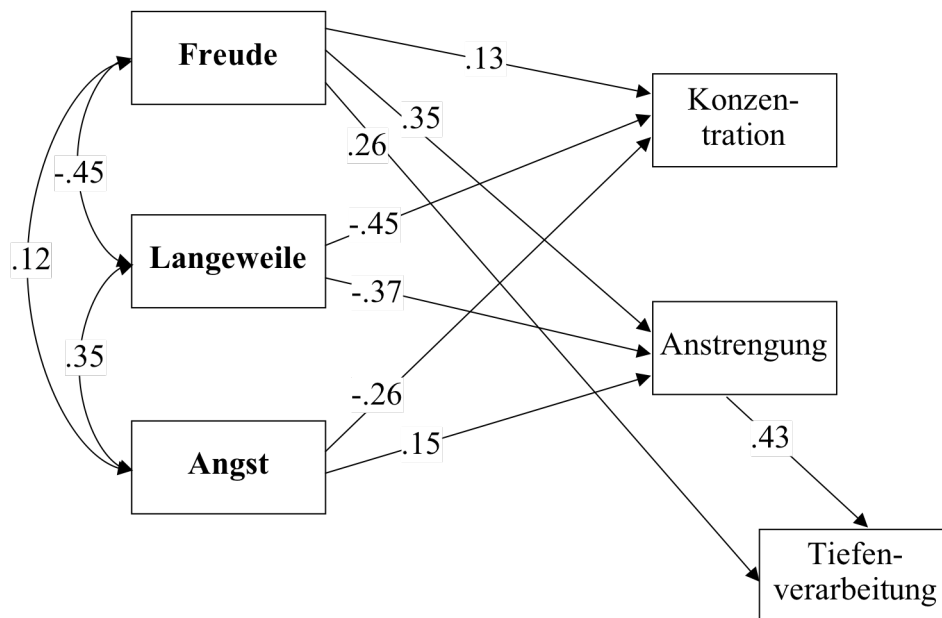 Freude
.13
Konzen-
tration
.35
.26
-.45
-.45
Langeweile
.12
-.37
Anstrengung
.35
-.26
.15
.43
Angst
Tiefen-
verarbeitung